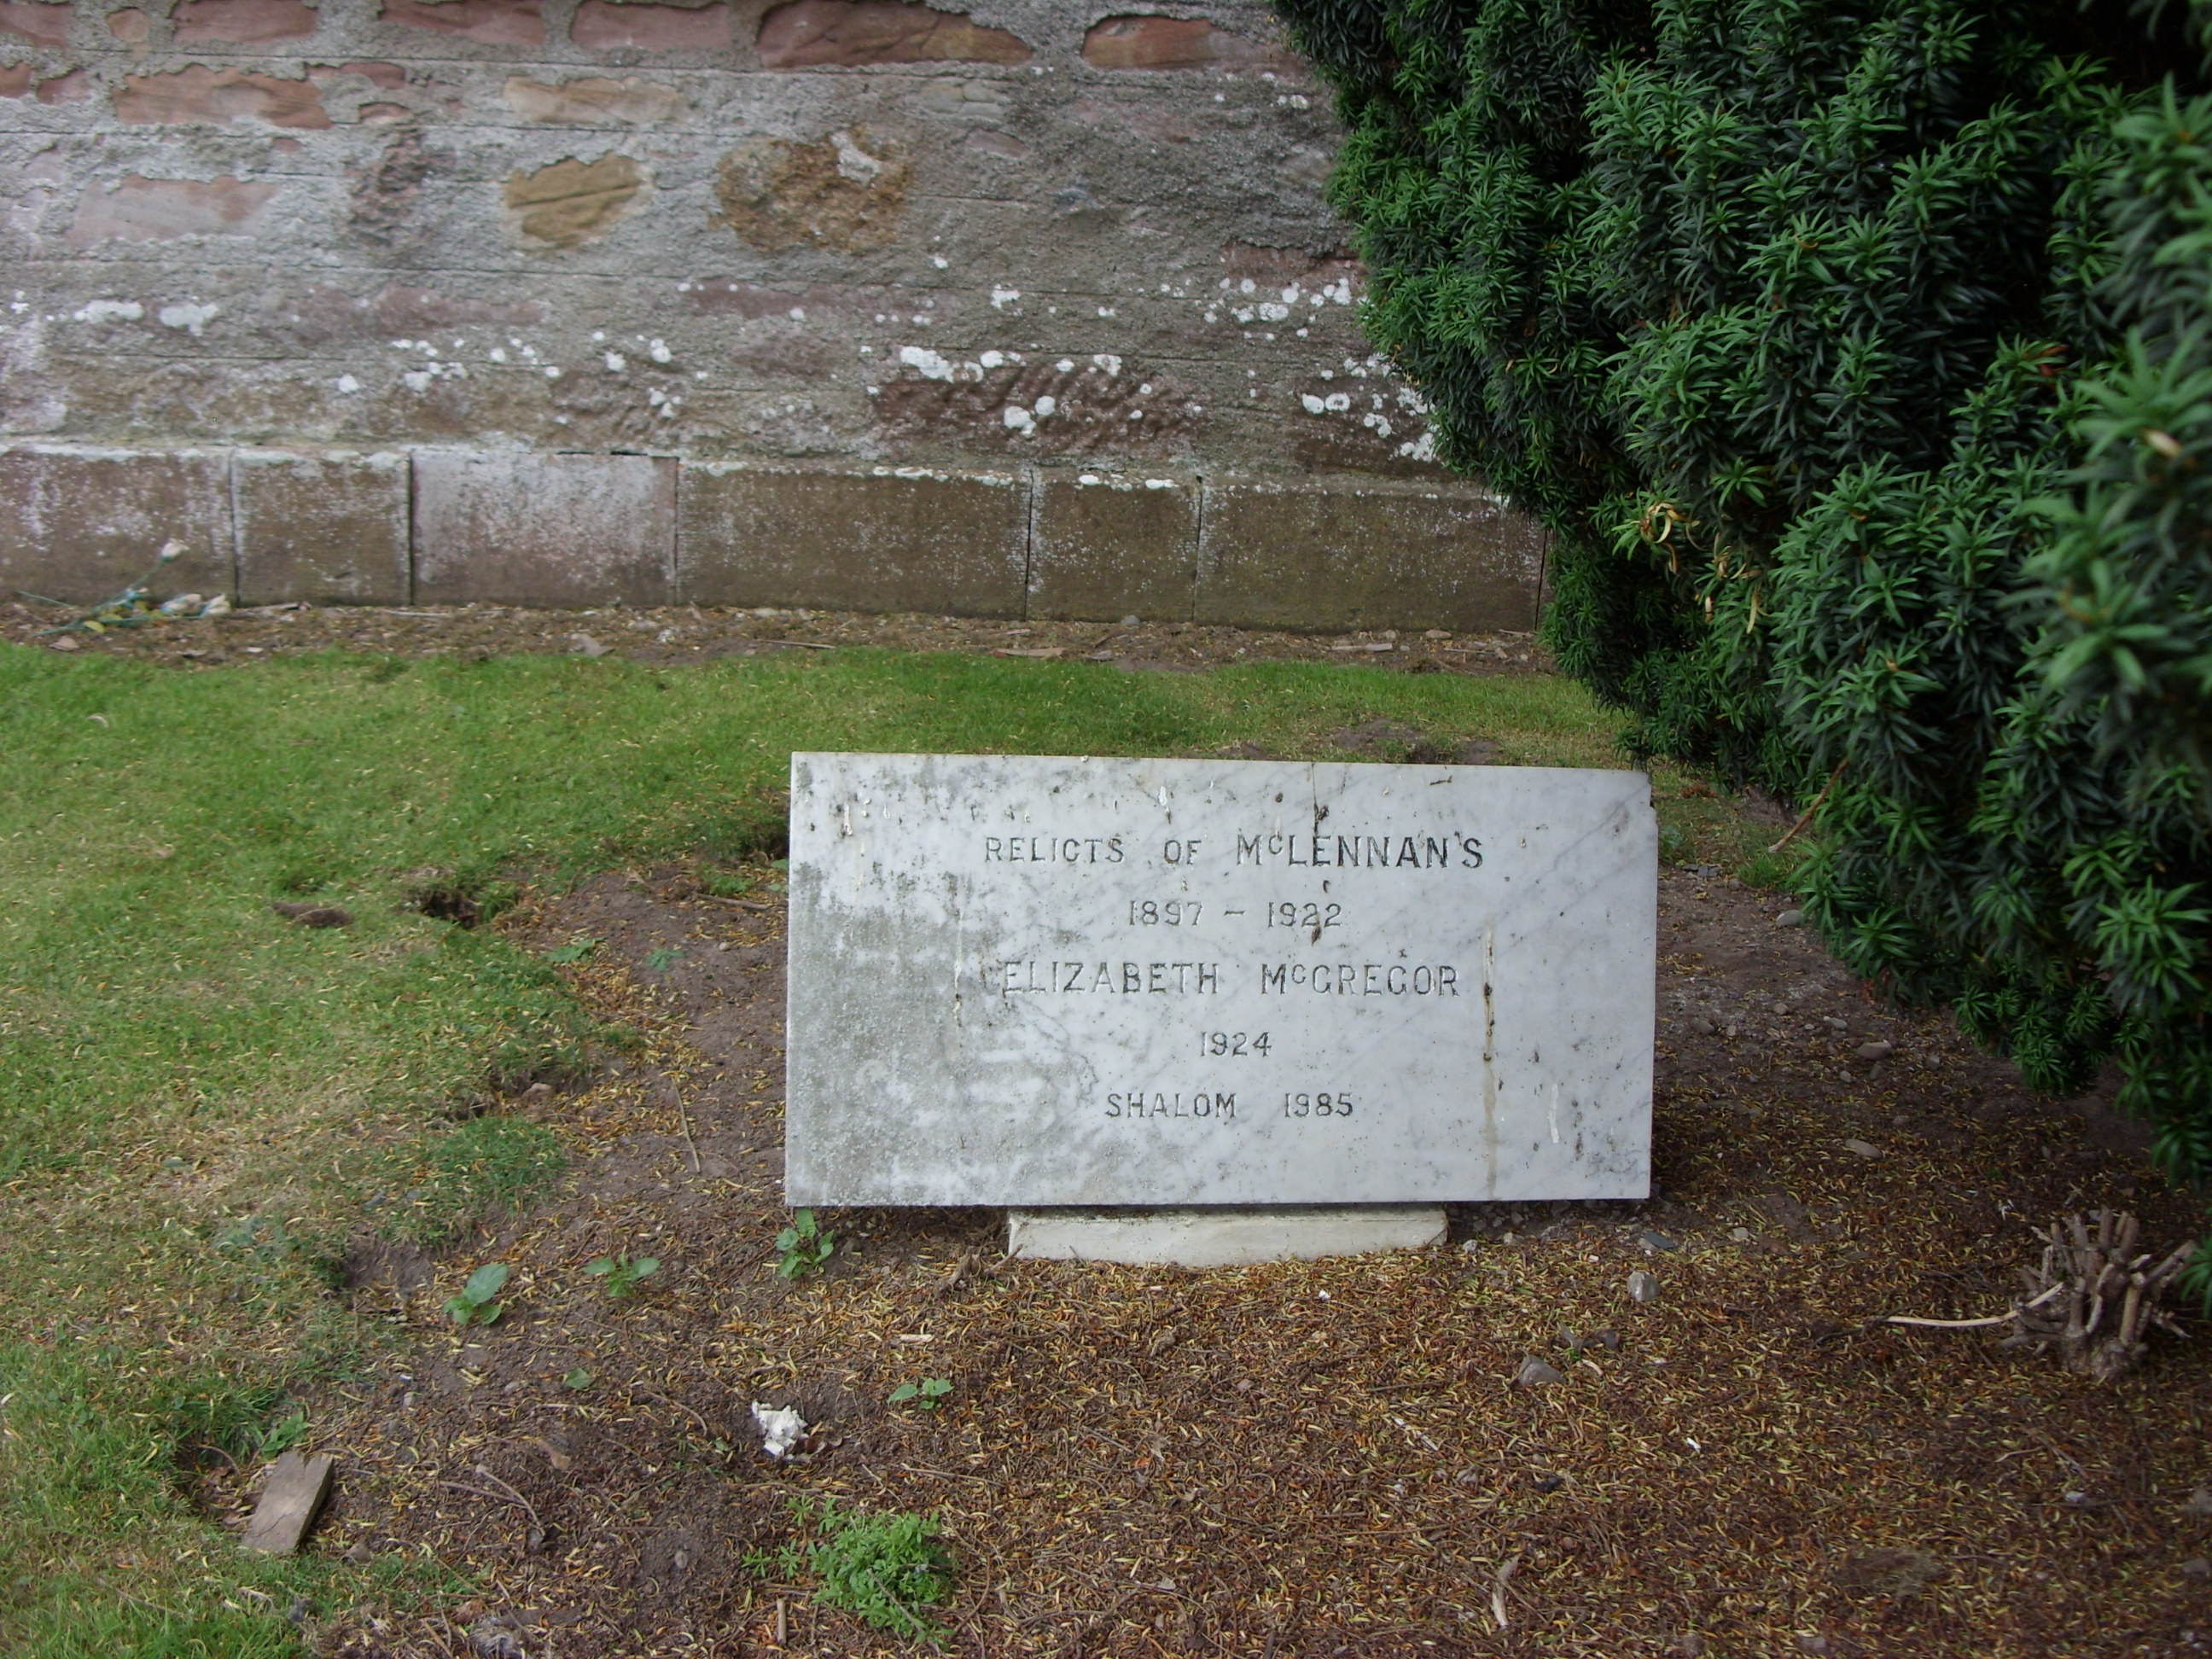 RELICTS OF McLENNAN'S
1897 - 1922
ELIZABETH McGREGOR
1924
SHALOM 1985